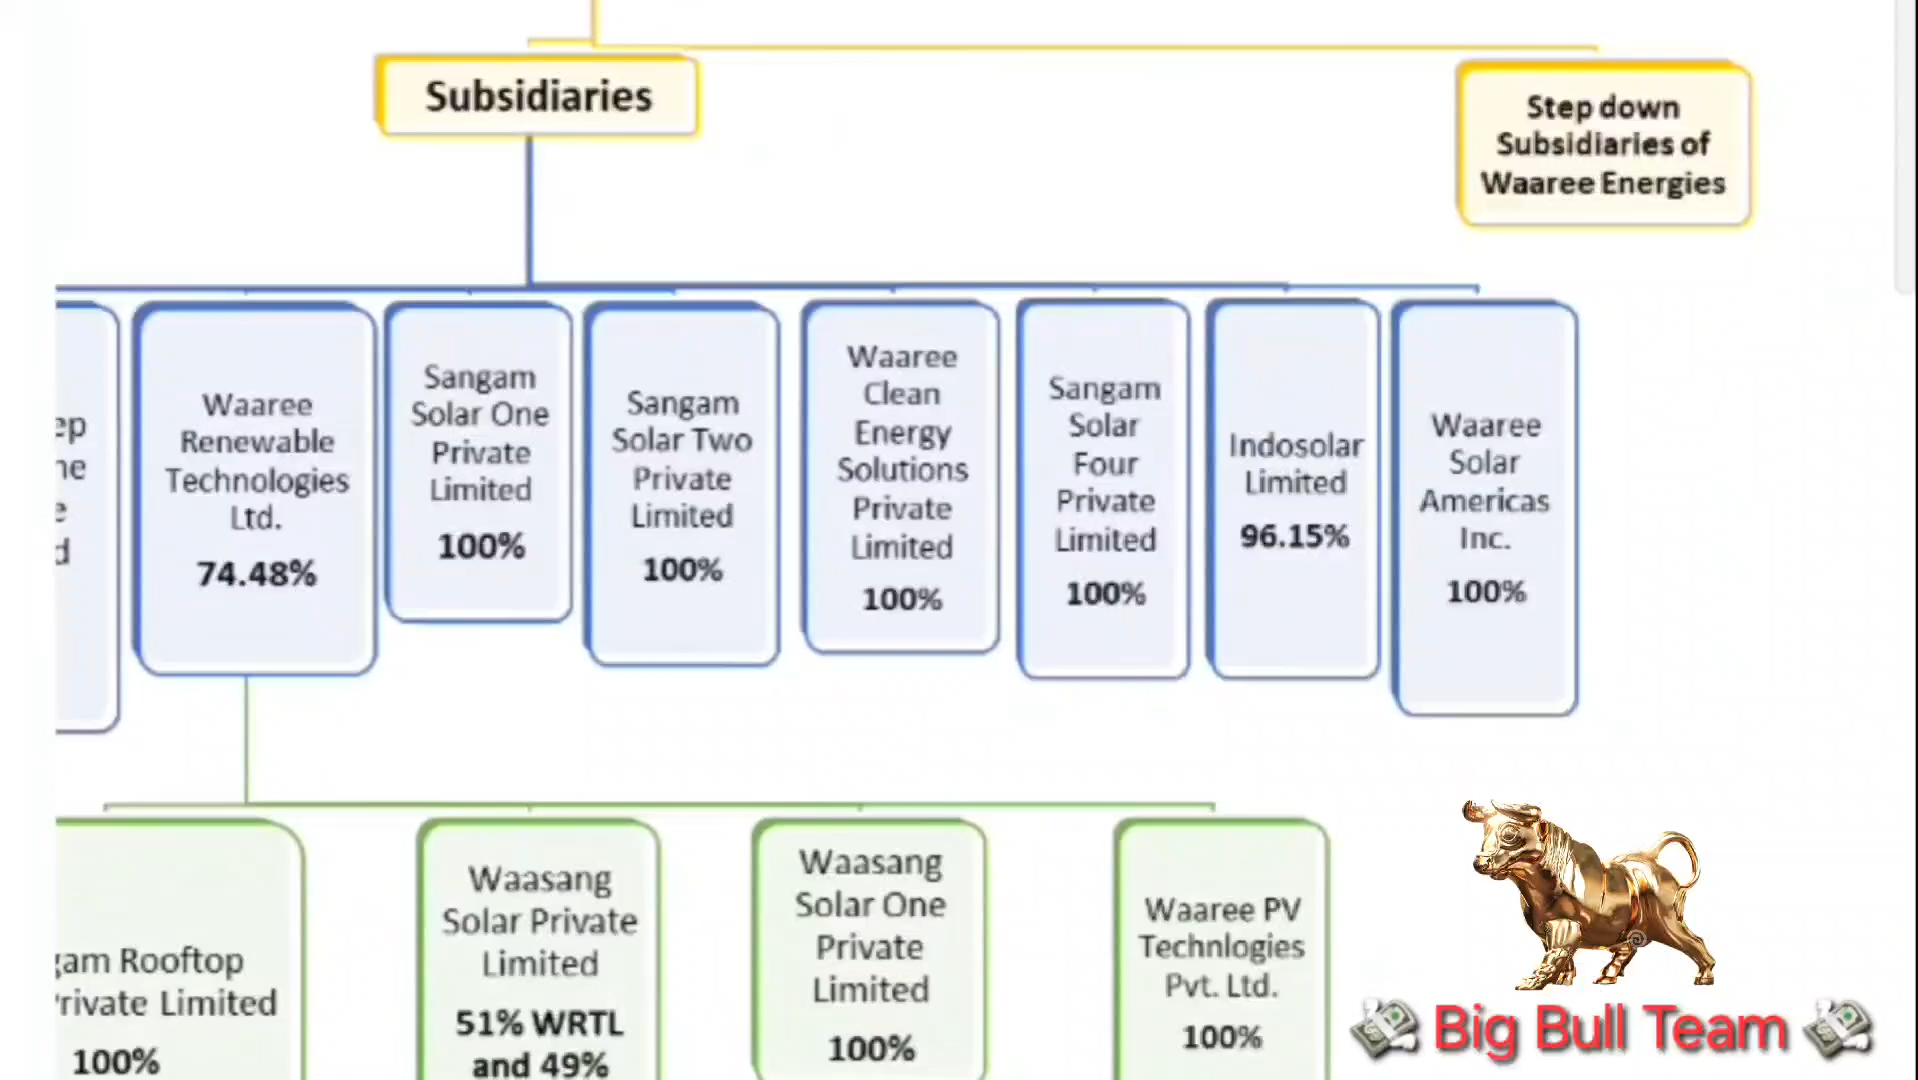 Subsidiaries
Step down
Subsidiaries of
Waaree Energies
Waaree
Renewable
Technologies
Ltd.
74.48%
Sangam
Solar One
Private
Limited
100%
Sangam
Solar Two
Private
Limited
100%
Waaree
Clean
Energy
Solutions
Private
Limited
100%
Sangam
Solar
Four
Private
Limited
100%
Indosolar
Limited
96.15%
Waaree
Solar
Americas
Inc.
100%
Rooftop
Limited
100%
Waasang
Solar Private
Limited
51% WRTL
and 49%
Waasang
Solar One
Private
Limited
100%
Waaree PV
Technlogies
Pvt. Ltd.
100%
Big Bull Team